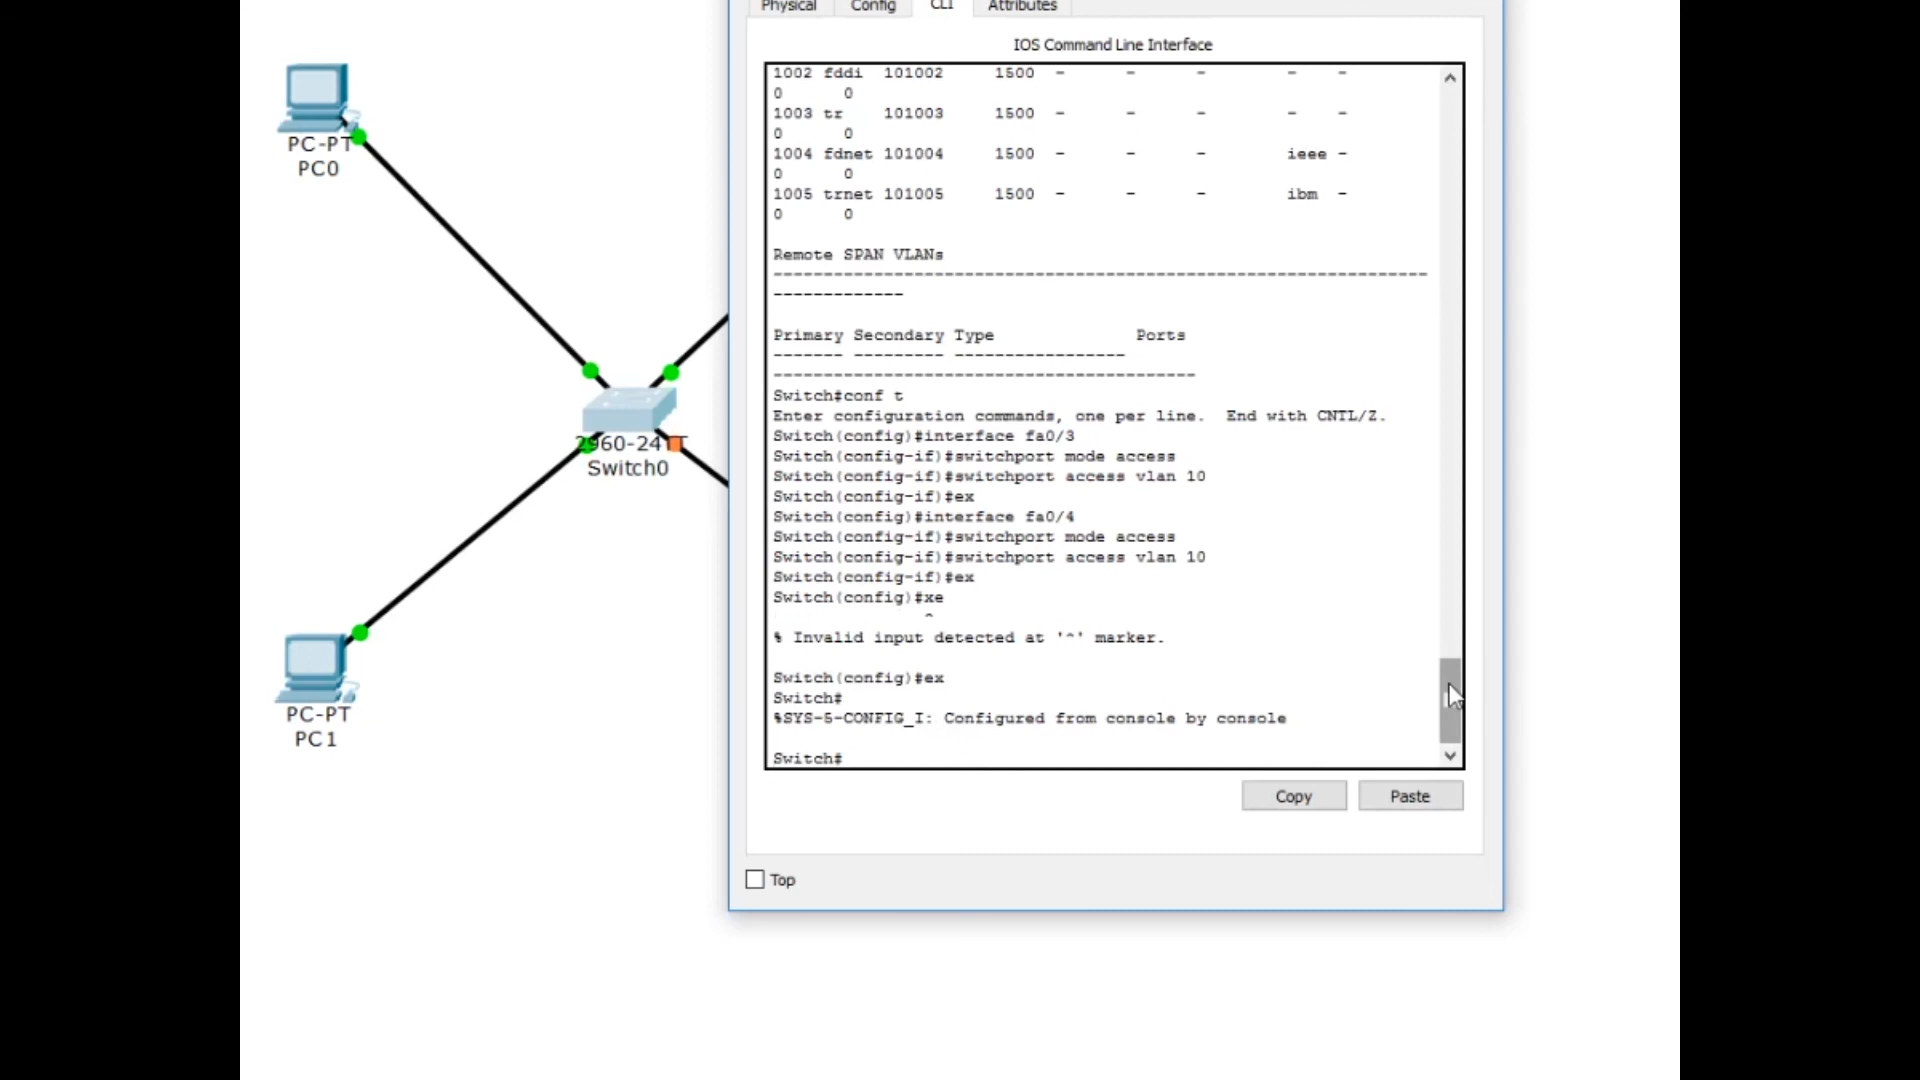 Physical Config CLI Attributes
IOS Command Line Interface
1002 fddi 101002 1500 - - - - -
0 0
1003 tr 101003 1500 - - - - -
0 0
1004 fdnet 101004 1500 - - - ieee -
0 0
1005 trnet 101005 1500 - - - ibm -
0 0
Remote SPAN VLANs
-----------------------------------------------------------------
-------------
Primary Secondary Type Ports
------- --------- -----------------
------------------------------------------
Switch#conf t
Enter configuration commands, one per line. End with CNTL/Z.
Switch(config)#interface fa0/3
Switch(config-if)#switchport mode access
Switch(config-if)#switchport access vlan 10
Switch(config-if)#ex
Switch(config)#interface fa0/4
Switch(config-if)#switchport mode access
Switch(config-if)#switchport access vlan 10
Switch(config-if)#ex
Switch(config)#xe
^
% Invalid input detected at '^' marker.
Switch(config)#ex
Switch#
%SYS-5-CONFIG_I: Configured from console by console
Switch#
Copy Paste
Top
PC-PT
PC0
2960-24TT
Switch0
PC-PT
PC1